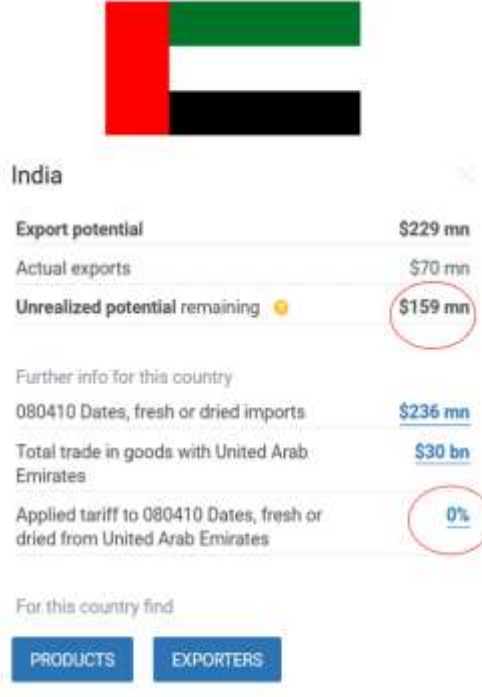 India
Export potential $229 mn
Actual exports $70 mn
Unrealized potential remaining $159 mn
Further info for this country
080410 Dates, fresh or dried imports $236 mn
Total trade in goods with United Arab $30 bn
Emirates
Applied tariff to 080410 Dates, fresh or 0%
dried from United Arab Emirates
For this country find
PRODUCTS EXPORTERS